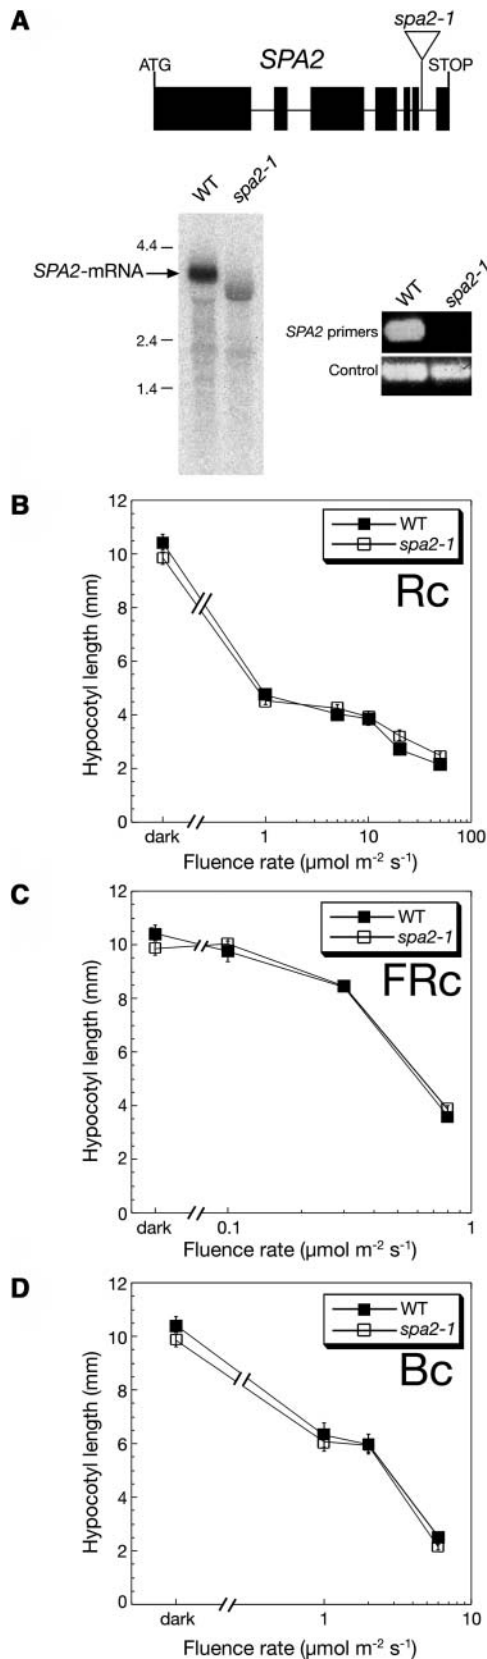 A
spa2-1
ATG
SPA2
STOP
WT
spa2-1
4.4
SPA2-mRNA
2.4
1.4
WT
spa2-1
SPA2 primers
Control
B
12
10
8
6
4
2
0
Hypocotyl length (mm)
WT
spa2-1
Rc
dark
1
10
100
Fluence rate (μmol m⁻² s⁻¹)
C
12
10
8
6
4
2
0
Hypocotyl length (mm)
WT
spa2-1
FRc
dark
0.1
1
Fluence rate (μmol m⁻² s⁻¹)
D
12
10
8
6
4
2
0
Hypocotyl length (mm)
WT
spa2-1
Bc
dark
1
10
Fluence rate (μmol m⁻² s⁻¹)